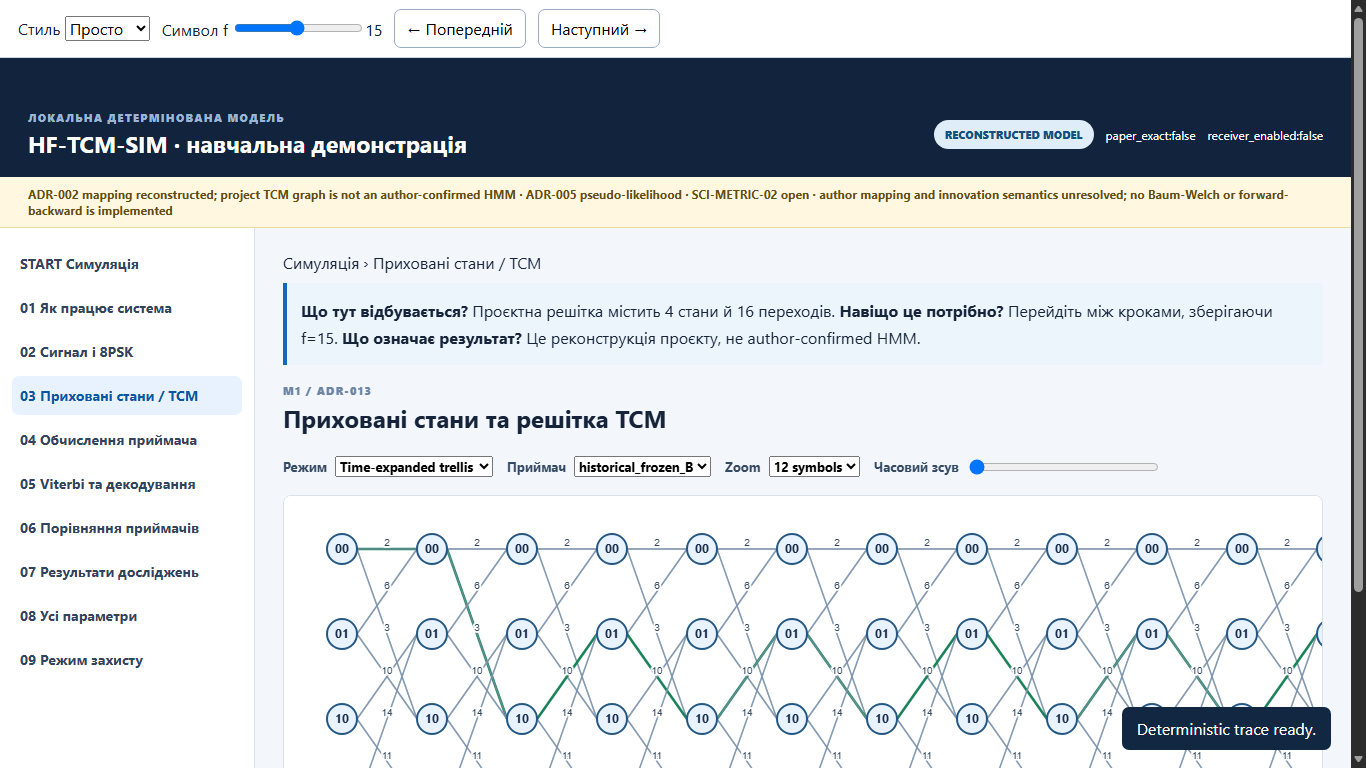 Стиль Просто Символ f 15 ← Попередній Наступний →
ЛОКАЛЬНА ДЕТЕРМІНОВАНА МОДЕЛЬ
HF-TCM-SIM · навчальна демонстрація
RECONSTRUCTED MODEL paper_exact:false receiver_enabled:false
ADR-002 mapping reconstructed; project TCM graph is not an author-confirmed HMM · ADR-005 pseudo-likelihood · SCI-METRIC-02 open · author mapping and innovation semantics unresolved; no Baum-Welch or forward-
backward is implemented
START Симуляція
01 Як працює система
02 Сигнал і 8PSK
03 Приховані стани / TCM
04 Обчислення приймача
05 Viterbi та декодування
06 Порівняння приймачів
07 Результати досліджень
08 Усі параметри
09 Режим захисту
Симуляція › Приховані стани / TCM
Що тут відбувається? Проєктна решітка містить 4 стани й 16 переходів. Навіщо це потрібно? Перейдіть між кроками, зберігаючи
f=15. Що означає результат? Це реконструкція проєкту, не author-confirmed HMM.
M1 / ADR-013
Приховані стани та решітка TCM
Режим Time-expanded trellis Приймач historical_frozen_B Zoom 12 symbols Часовий зсув
2 2 2 2 2 2 2 2 2 2 2
00 00 00 00 00 00 00 00 00 00 00
6 6 6 6 6 6 6 6 6 6 6
3 3 3 3 3 3 3 3 3 3 3
01 01 01 01 01 01 01 01 01 01 01
10 10 10 10 10 10 10 10 10 10 10
14 14 14 14 14 14 14 14 14
10 10 10 10 10 10 10 10 10
11 11 11 11 11 11 11 11 11 11 11
Deterministic trace ready.